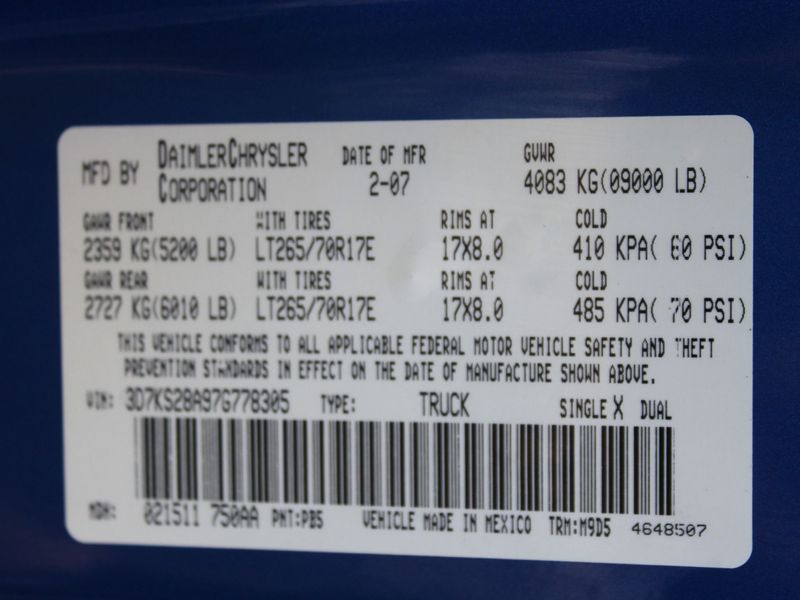 MFD BY DAIMLERCHRYSLER CORPORATION DATE OF MFR 2-07 GVWR 4083 KG(09000 LB)
GAWR FRONT WITH TIRES RIMS AT COLD
2359 KG(5200 LB) LT265/70R17E 17X8.0 410 KPA( 60 PSI)
GAWR REAR WITH TIRES RIMS AT COLD
2727 KG(6010 LB) LT265/70R17E 17X8.0 485 KPA( 70 PSI)
THIS VEHICLE CONFORMS TO ALL APPLICABLE FEDERAL MOTOR VEHICLE SAFETY AND THEFT
PREVENTION STANDARDS IN EFFECT ON THE DATE OF MANUFACTURE SHOWN ABOVE.
VIN: 3D7KS28A97G778305 TYPE: TRUCK SINGLE X DUAL
MDH: 021511 750AA PNT:PB5 VEHICLE MADE IN MEXICO TRM:M9D5 4648507